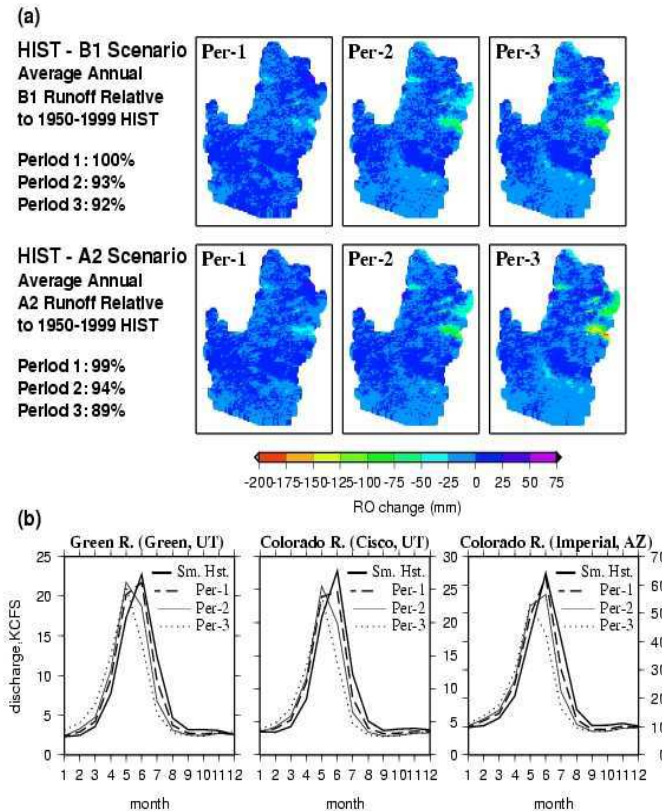 (a)
HIST - B1 Scenario
Average Annual
B1 Runoff Relative
to 1950-1999 HIST
Period 1: 100%
Period 2: 93%
Period 3: 92%
Per-1
Per-2
Per-3
HIST - A2 Scenario
Average Annual
A2 Runoff Relative
to 1950-1999 HIST
Period 1: 99%
Period 2: 94%
Period 3: 89%
Per-1
Per-2
Per-3
-200 -175 -150 -125 -100 -75 -50 -25 0 25 50 75
RO change (mm)
(b)
Green R. (Green, UT)
discharge,KCFS
25
20
15
10
5
0
Sm. Hst.
Per-1
Per-2
Per-3
1 2 3 4 5 6 7 8 9 10 11 12
month
Colorado R. (Cisco, UT)
Sm. Hst.
Per-1
Per-2
Per-3
1 2 3 4 5 6 7 8 9 10 11 12
month
Colorado R. (Imperial, AZ)
30
25
20
15
10
5
0
Sm. Hst.
Per-1
Per-2
Per-3
70
60
50
40
30
20
10
0
1 2 3 4 5 6 7 8 9 10 11 12
month